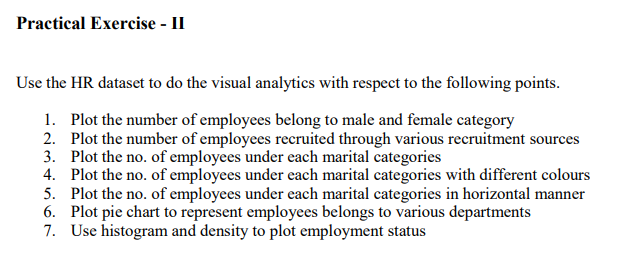 Practical Exercise - II
Use the HR dataset to do the visual analytics with respect to the following points.
1. Plot the number of employees belong to male and female category
2. Plot the number of employees recruited through various recruitment sources
3. Plot the no. of employees under each marital categories
4. Plot the no. of employees under each marital categories with different colours
5. Plot the no. of employees under each marital categories in horizontal manner
6. Plot pie chart to represent employees belongs to various departments
7. Use histogram and density to plot employment status